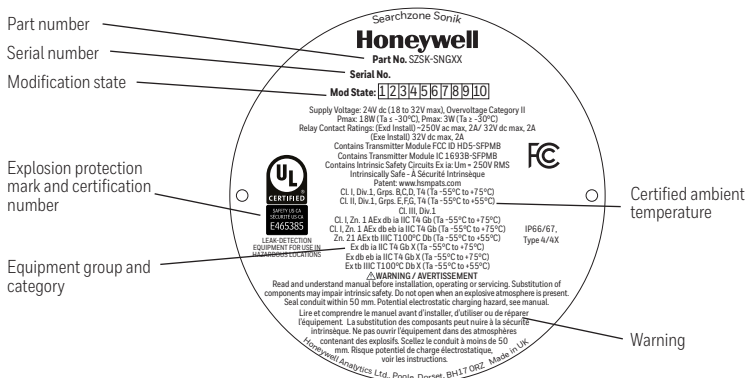 Part number
Serial number
Modification state
Explosion protection
mark and certification
number
Equipment group and
category
Searchzone Sonik
Honeywell
Part No. SZSK-SNGXX
Serial No.
Mod State: 1 2 3 4 5 6 7 8 9 10
Supply Voltage: 24V dc (18 to 32V max), Overvoltage Category II
Pmax: 18W (Ta ≤ -30°C), Pmax: 3W (Ta ≥ -30°C)
Relay Contact Ratings: (Exd Install) ~250V ac max, 2A/ 32V dc max, 2A
(Exe Install) 32V dc max, 2A
Contains Transmitter Module FCC ID HD5-SFPMB
Contains Transmitter Module IC 1693B-SFPMB
Contains Intrinsic Safety Circuits Ex ia: Um = 250V RMS
Intrinsically Safe - À Sécurité Intrinsèque
Patent: www.hsmpats.com
Cl. I, Div.1, Grps. B,C,D, T4 (Ta -55°C to +75°C)
Cl. II, Div.1, Grps. E,F,G, T4 (Ta -55°C to +55°C)
Cl. III, Div.1
Cl. I, Zn. 1 AEx db ia IIC T4 Gb (Ta -55°C to +75°C)
Cl. I, Zn. 1 AEx db eb ia IIC T4 Gb (Ta -55°C to +75°C)
Zn. 21 AEx tb IIIC T100°C Db (Ta -55°C to +55°C)
Ex db ia IIC T4 Gb X (Ta -55°C to +75°C)
Ex db eb ia IIC T4 Gb X (Ta -55°C to +75°C)
Ex tb IIIC T100°C Db X (Ta -55°C to +55°C)
⚠WARNING / AVERTISSEMENT
Read and understand manual before installation, operating or servicing. Substitution of
components may impair intrinsic safety. Do not open when an explosive atmosphere is present.
Seal conduit within 50 mm. Potential electrostatic charging hazard, see manual.
Lire et comprendre le manuel avant d'installer, d'utiliser ou de réparer
l'équipement. La substitution des composants peut nuire à la sécurité
intrinsèque. Ne pas ouvrir l'équipement dans des atmosphères
contenant des explosifs. Scellez le conduit à moins de 50
mm. Risque potentiel de charge électrostatique,
voir les instructions.
Honeywell Analytics Ltd., Poole, Dorset, BH17 0RZ Made in UK
UL
CERTIFIED
SAFETY US CA
SÉCURITÉ US CA
E465385
LEAK-DETECTION
EQUIPMENT FOR USE IN
HAZARDOUS LOCATIONS
FC
IP66/67,
Type 4/4X
Certified ambient
temperature
Warning